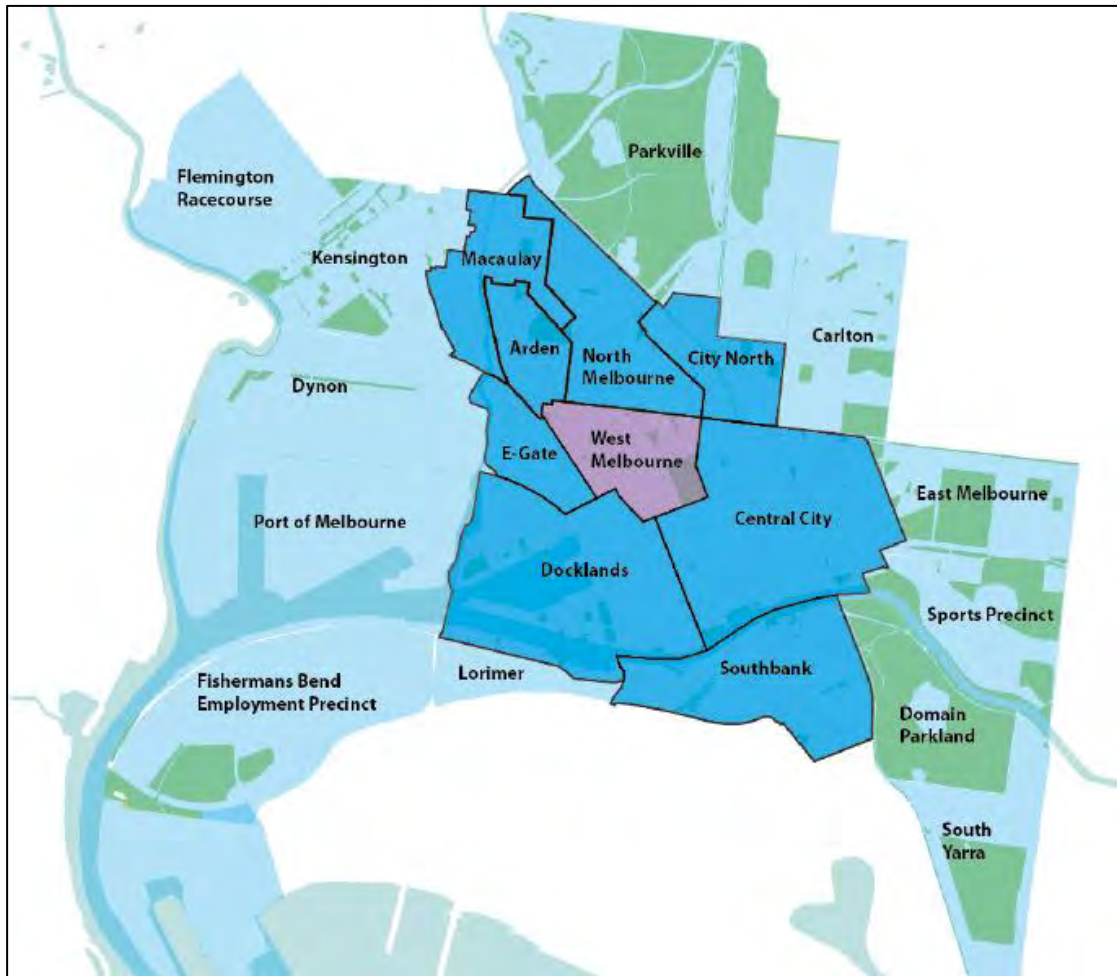 Parkville
Flemington
Racecourse
Kensington
Macaulay
Arden
North
Melbourne
City North
Carlton
Dynon
West
Melbourne
E-Gate
East Melbourne
Port of Melbourne
Central City
Docklands
Sports Precinct
Lorimer
Southbank
Fishermans Bend
Employment Precinct
Domain
Parkland
South
Yarra